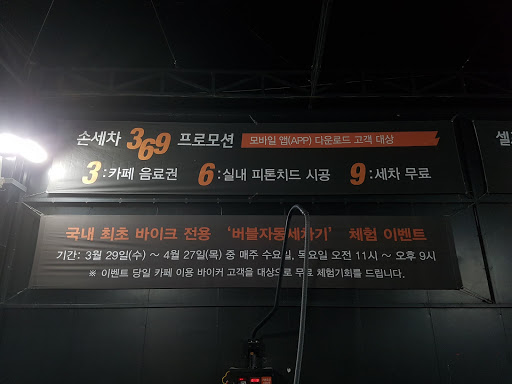 손세차 369 프로모션 모바일 앱(APP) 다운로드 고객 대상
3:카페 음료권 6:실내 피톤치드 시공 9:세차 무료
국내 최초 바이크 전용 '버블자동세차기' 체험 이벤트
기간: 3월 29일(수) ~ 4월 27일(목) 중 매주 수요일, 목요일 오전 11시 ~ 오후 9시
※ 이벤트 당일 카페 이용 바이커 고객을 대상으로 무료 체험기회를 드립니다.
셀